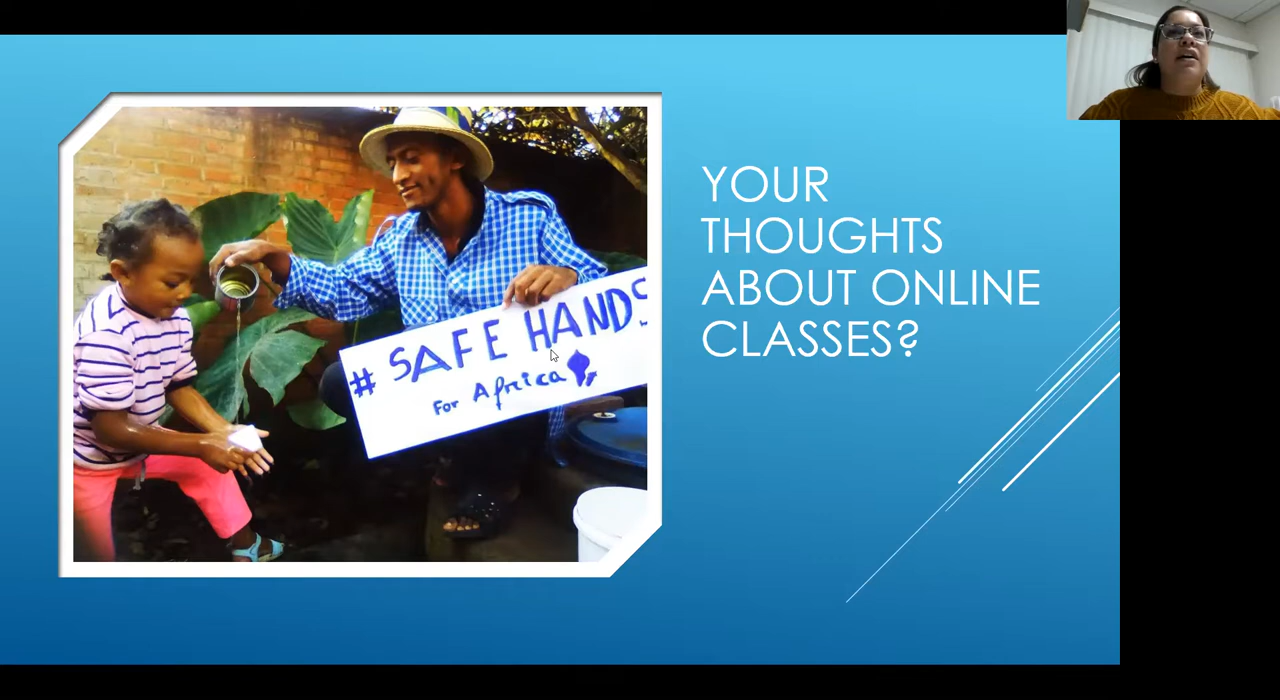 # SAFE HANDS
For Africa
YOUR
THOUGHTS
ABOUT ONLINE
CLASSES?